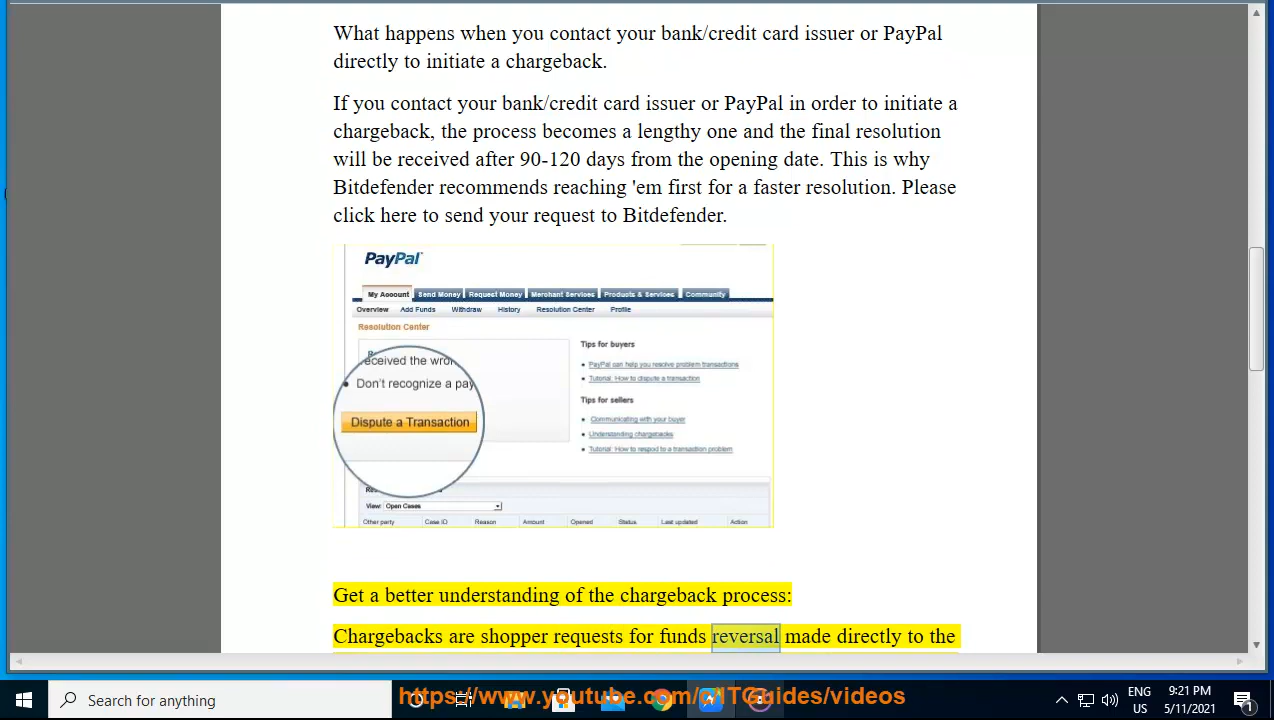 What happens when you contact your bank/credit card issuer or PayPal
directly to initiate a chargeback.
If you contact your bank/credit card issuer or PayPal in order to initiate a
chargeback, the process becomes a lengthy one and the final resolution
will be received after 90-120 days from the opening date. This is why
Bitdefender recommends reaching 'em first for a faster resolution. Please
click here to send your request to Bitdefender.
PayPal
My Account Send Money Request Money Merchant Services Products & Services Community
Overview Add Funds Withdraw History Resolution Center Profile
Resolution Center
Tips for buyers
eceived the wro
PayPal can help you resolve problem transactions
Tutorial: How to dispute a transaction
• Don't recognize a pay
Tips for sellers
Communicating with your buyer
Dispute a Transaction
Understanding chargebacks
Tutorial: How to respond to a transaction problem
View: Open Cases
Other party Case ID Reason Amount Opened Status Last updated Action
Get a better understanding of the chargeback process:
Chargebacks are shopper requests for funds reversal made directly to the
Search for anything
https://www.youtube.com/c/ITGuides/videos
ENG
US
9:21 PM
5/11/2021
1